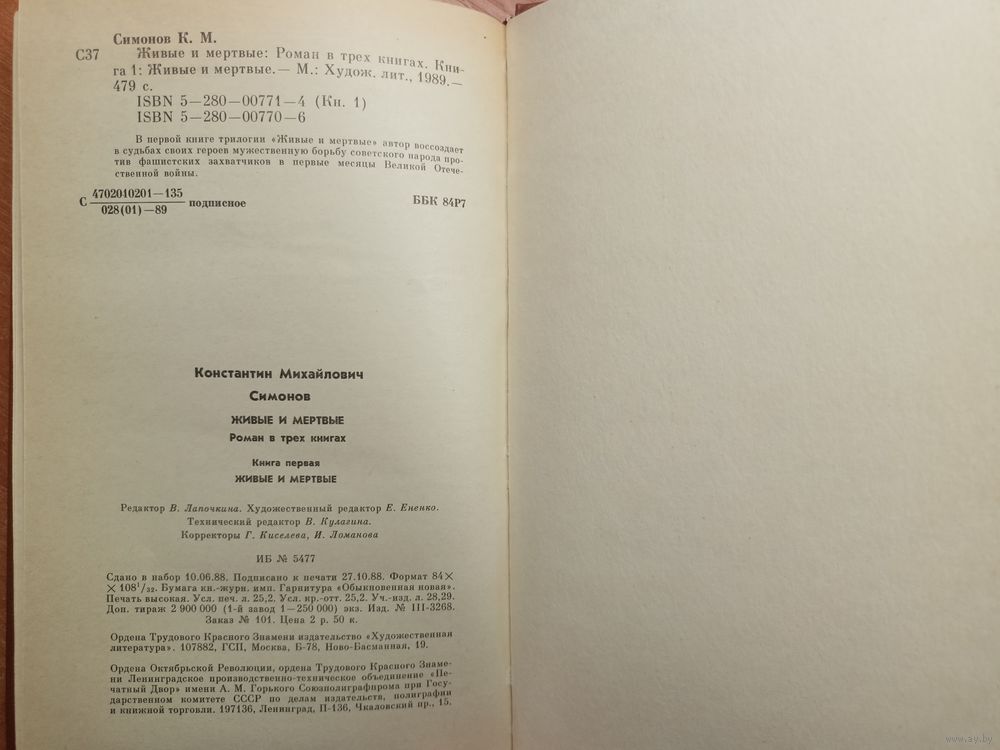 Симонов К. М.
С37 Живые и мертвые: Роман в трех книгах. Кни-
га 1: Живые и мертвые.— М.: Худож. лит., 1989.—
479 с.
ISBN 5—280—00771—4 (Кн. 1)
ISBN 5—280—00770—6
В первой книге трилогии «Живые и мертвые» автор воссоздает
в судьбах своих героев мужественную борьбу советского народа про-
тив фашистских захватчиков в первые месяцы Великой Отече-
ственной войны.
С 4702010201—135 подписное ББК 84Р7
028(01)—89
Константин Михайлович
Симонов
ЖИВЫЕ И МЕРТВЫЕ
Роман в трех книгах
Книга первая
ЖИВЫЕ И МЕРТВЫЕ
Редактор В. Лапочкина. Художественный редактор Е. Ененко.
Технический редактор В. Кулагина.
Корректоры Г. Киселева, И. Ломанова
ИБ № 5477
Сдано в набор 10.06.88. Подписано к печати 27.10.88. Формат 84×
×108¹/₃₂. Бумага кн.-журн. имп. Гарнитура «Обыкновенная новая».
Печать высокая. Усл. печ. л. 25,2. Усл. кр.-отт. 25,2. Уч.-изд. л. 28,29.
Доп. тираж 2 900 000 (1-й завод 1—250 000) экз. Изд. № III-3268.
Заказ № 101. Цена 2 р. 50 к.
Ордена Трудового Красного Знамени издательство «Художественная
литература». 107882, ГСП, Москва, Б-78, Ново-Басманная, 19.
Ордена Октябрьской Революции, ордена Трудового Красного Знаме-
ни Ленинградское производственно-техническое объединение «Пе-
чатный Двор» имени А. М. Горького Союзполиграфпрома при Госу-
дарственном комитете СССР по делам издательств, полиграфии
и книжной торговли. 197136, Ленинград, П-136, Чкаловский пр., 15.
www.ay.by